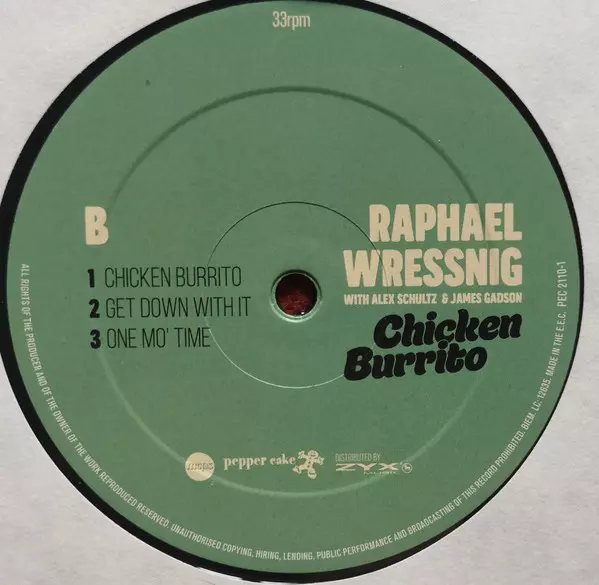 33rpm
B
1 CHICKEN BURRITO
2 GET DOWN WITH IT
3 ONE MO' TIME
RAPHAEL
WRESSNIG
WITH ALEX SCHULTZ & JAMES GADSON
Chicken
Burrito
mcps
pepper cake
DISTRIBUTED BY
ZYX
ALL RIGHTS OF THE PRODUCER AND OF THE OWNER OF THE WORK REPRODUCED RESERVED. UNAUTHORISED COPYING, HIRING, LENDING, PUBLIC PERFORMANCE AND BROADCASTING OF THIS RECORD PROHIBITED. BIEM. LC: 12635. MADE IN THE E.E.C. PEC 2110-1